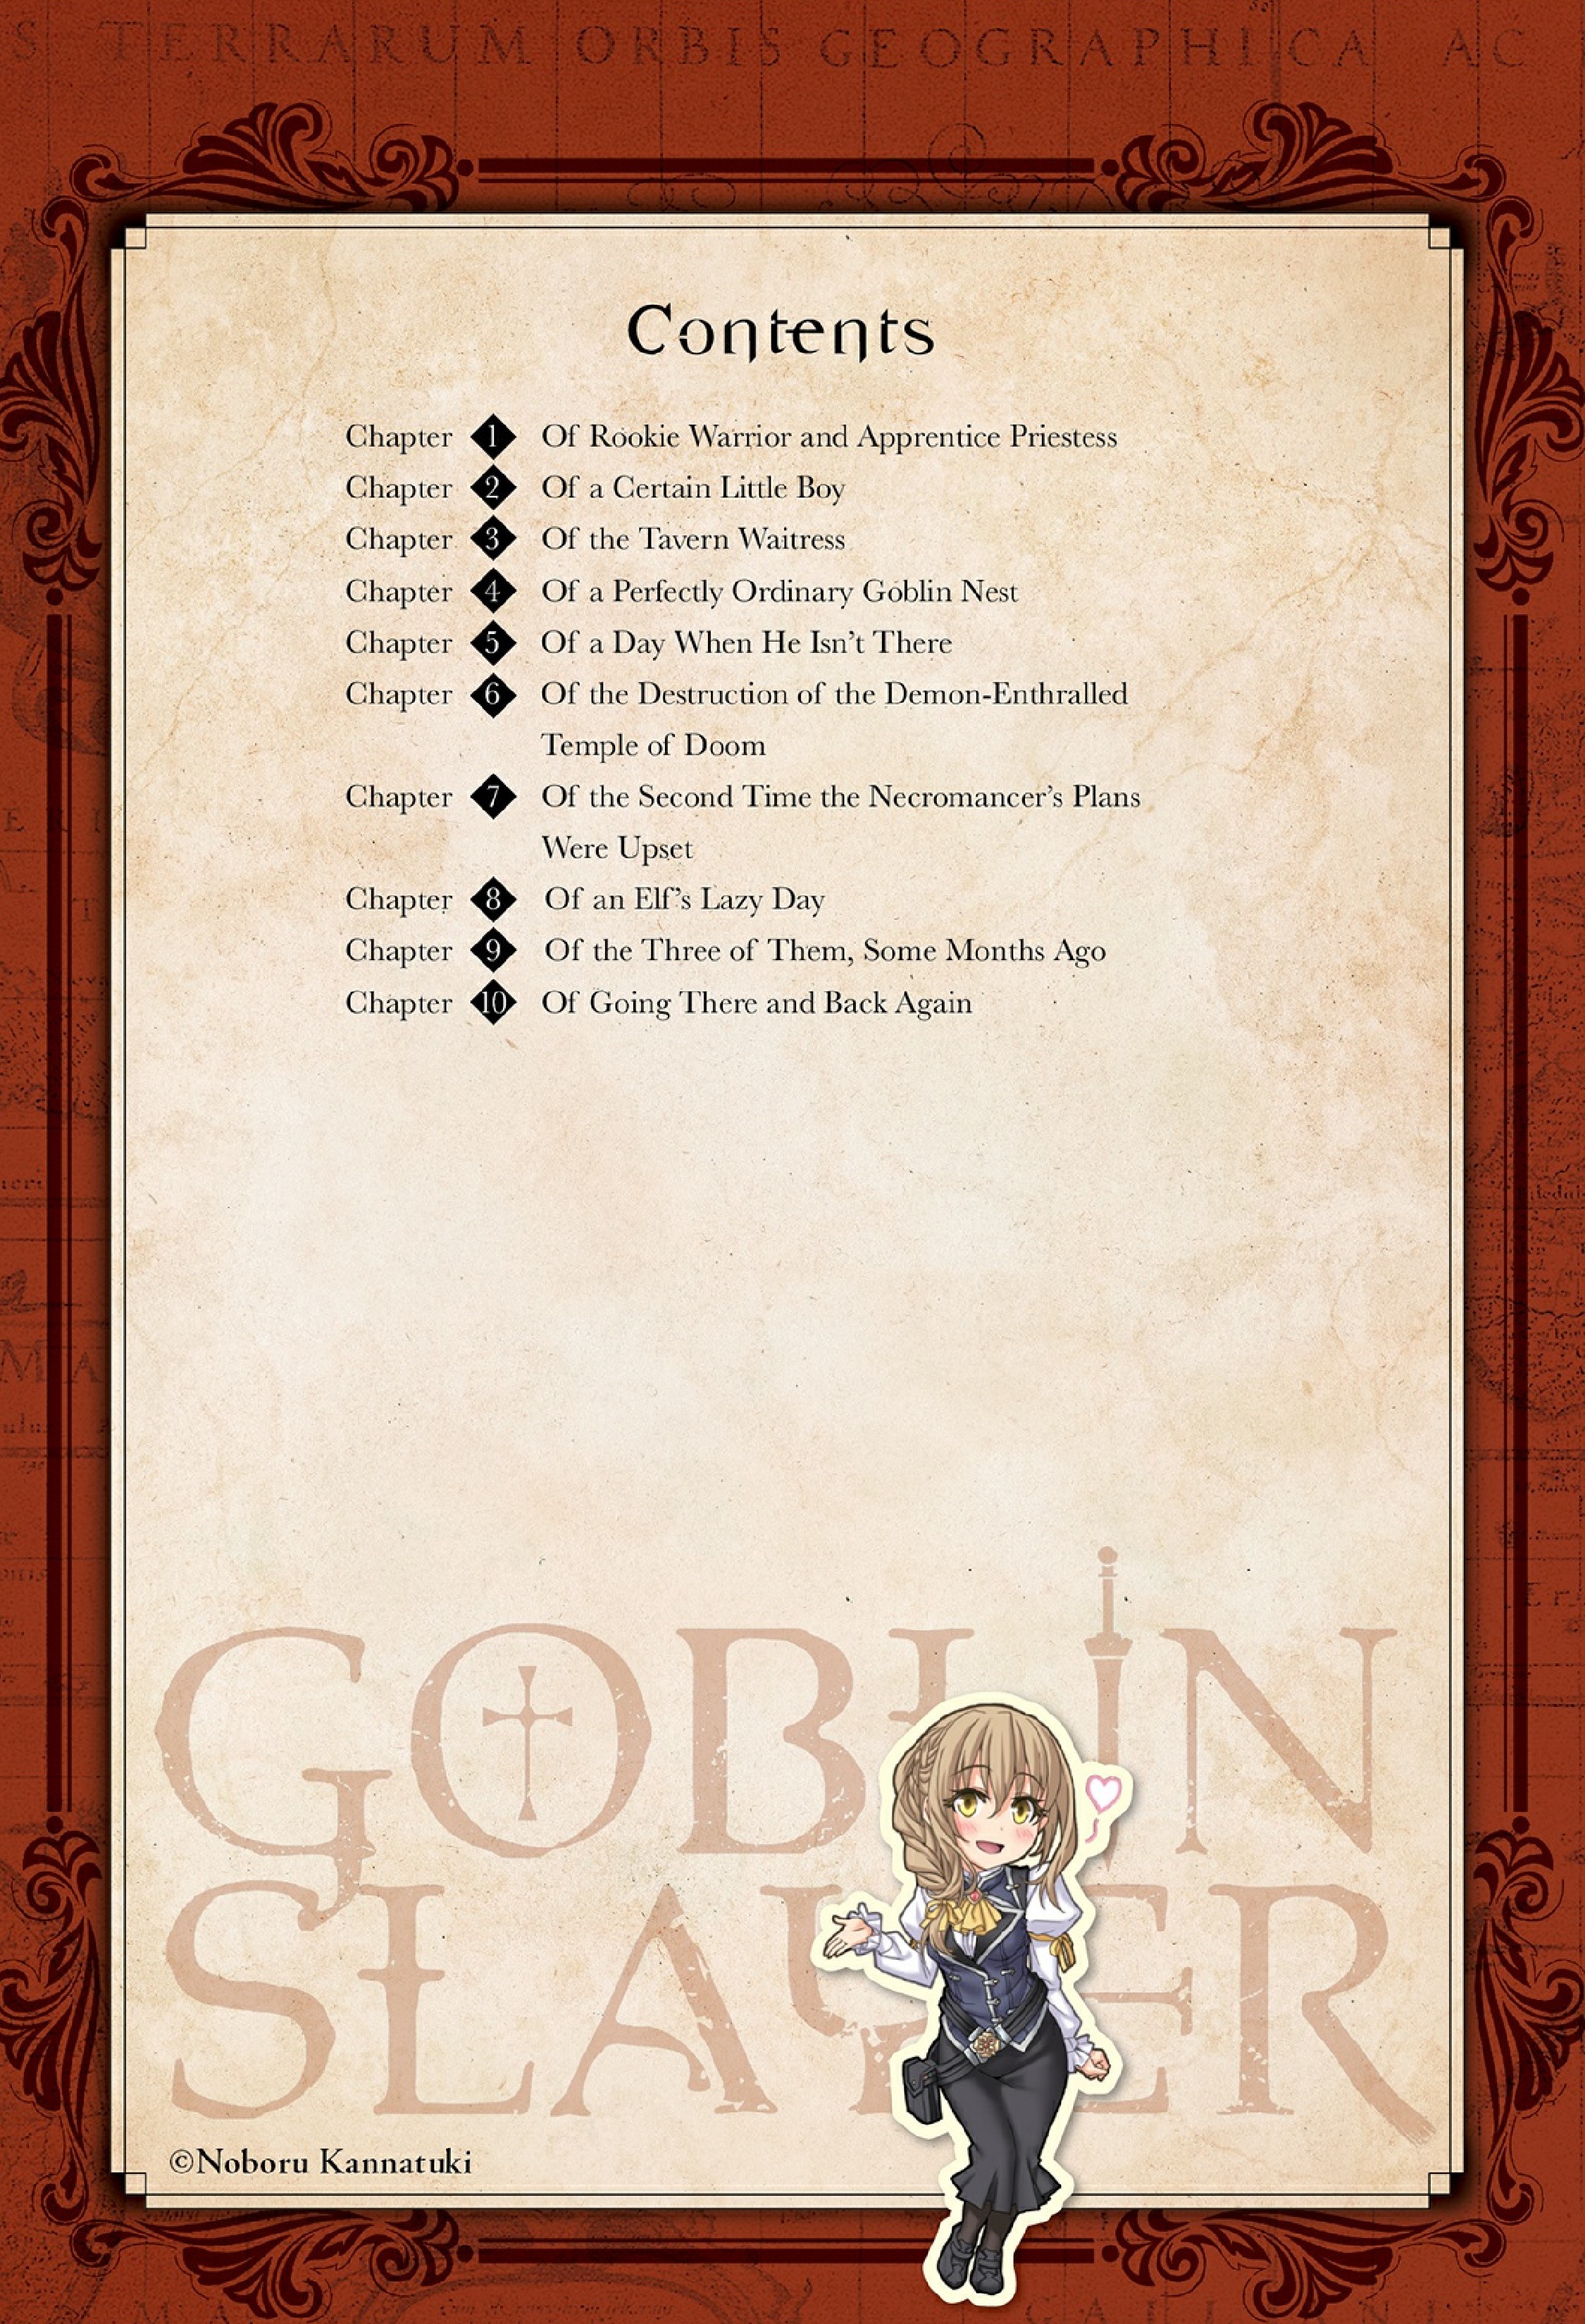 S TERRARUM ORBIS GEOGRAPHICA AC
Contents
Chapter 1 Of Rookie Warrior and Apprentice Priestess
Chapter 2 Of a Certain Little Boy
Chapter 3 Of the Tavern Waitress
Chapter 4 Of a Perfectly Ordinary Goblin Nest
Chapter 5 Of a Day When He Isn’t There
Chapter 6 Of the Destruction of the Demon-Enthralled
Temple of Doom
Chapter 7 Of the Second Time the Necromancer’s Plans
Were Upset
Chapter 8 Of an Elf’s Lazy Day
Chapter 9 Of the Three of Them, Some Months Ago
Chapter 10 Of Going There and Back Again
GOBLIN
SLAYER
©Noboru Kannatuki